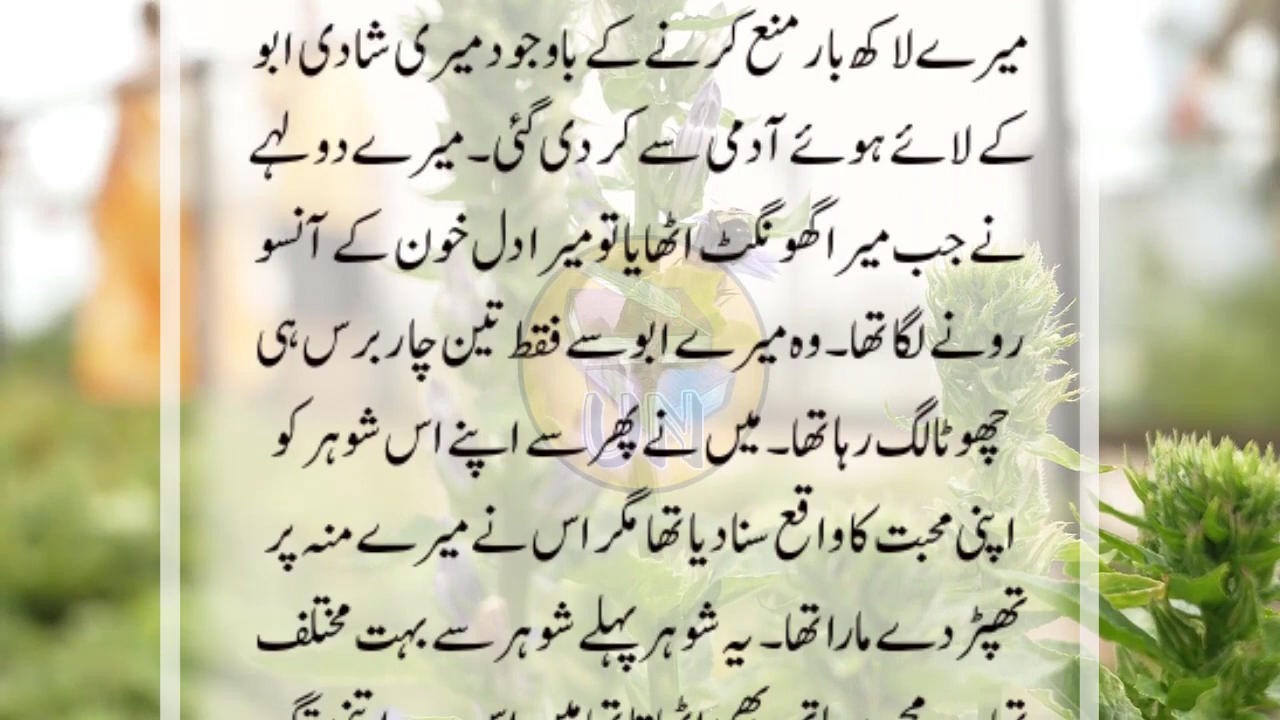 میرے لاکھ بار منع کرنے کے باوجود میری شادی ابو
کے لائے ہوئے آدمی سے کر دی گئی۔ میرے دولہے
نے جب میرا گھونگٹ اٹھایا تو میرا دل خون کے آنسو
رونے لگا تھا۔ وہ میرے ابو سے فقط تین چار برس ہی
چھوٹا لگ رہا تھا۔ میں نے پھر سے اپنے اس شوہر کو
اپنی محبت کا واقع سنا دیا تھا مگر اس نے میرے منہ پر
تھپڑ دے مارا تھا۔ یہ شوہر پہلے شوہر سے بہت مختلف
UN